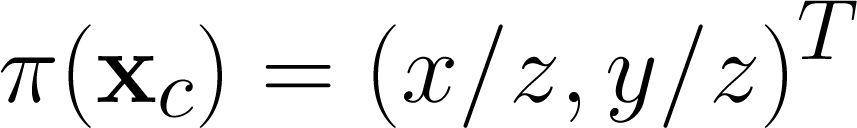 π(𝐱_c) = (x/z, y/z)^T